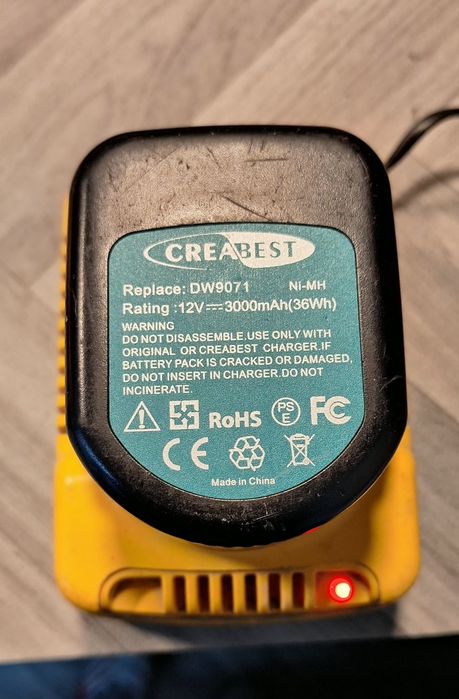 CREABEST
Replace: DW9071 Ni-MH
Rating :12V⎓3000mAh(36Wh)
WARNING
DO NOT DISASSEMBLE.USE ONLY WITH
ORIGINAL OR CREABEST CHARGER.IF
BATTERY PACK IS CRACKED OR DAMAGED,
DO NOT INSERT IN CHARGER.DO NOT
INCINERATE.
RoHS PS E FC
CE
Made in China